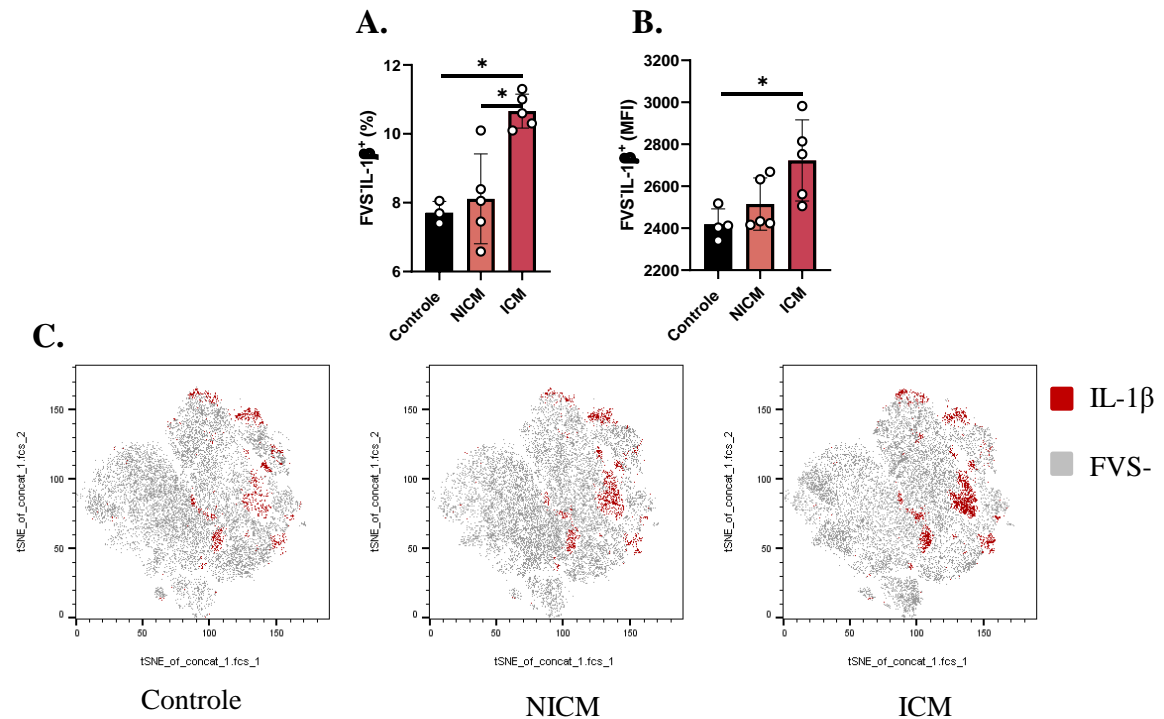 A.
B.
FVS⁻IL-1β⁺ (%)
12
10
8
6
*
*
Controle
NICM
ICM
FVS⁻IL-1β⁺ (MFI)
3200
3000
2800
2600
2400
2200
*
Controle
NICM
ICM
C.
tSNE_of_concat_1.fcs_2
150
100
50
0
0 50 100 150
tSNE_of_concat_1.fcs_1
Controle
tSNE_of_concat_1.fcs_2
150
100
50
0
0 50 100 150
tSNE_of_concat_1.fcs_1
NICM
tSNE_of_concat_1.fcs_2
150
100
50
0
0 50 100 150
tSNE_of_concat_1.fcs_1
ICM
IL-1β
FVS-